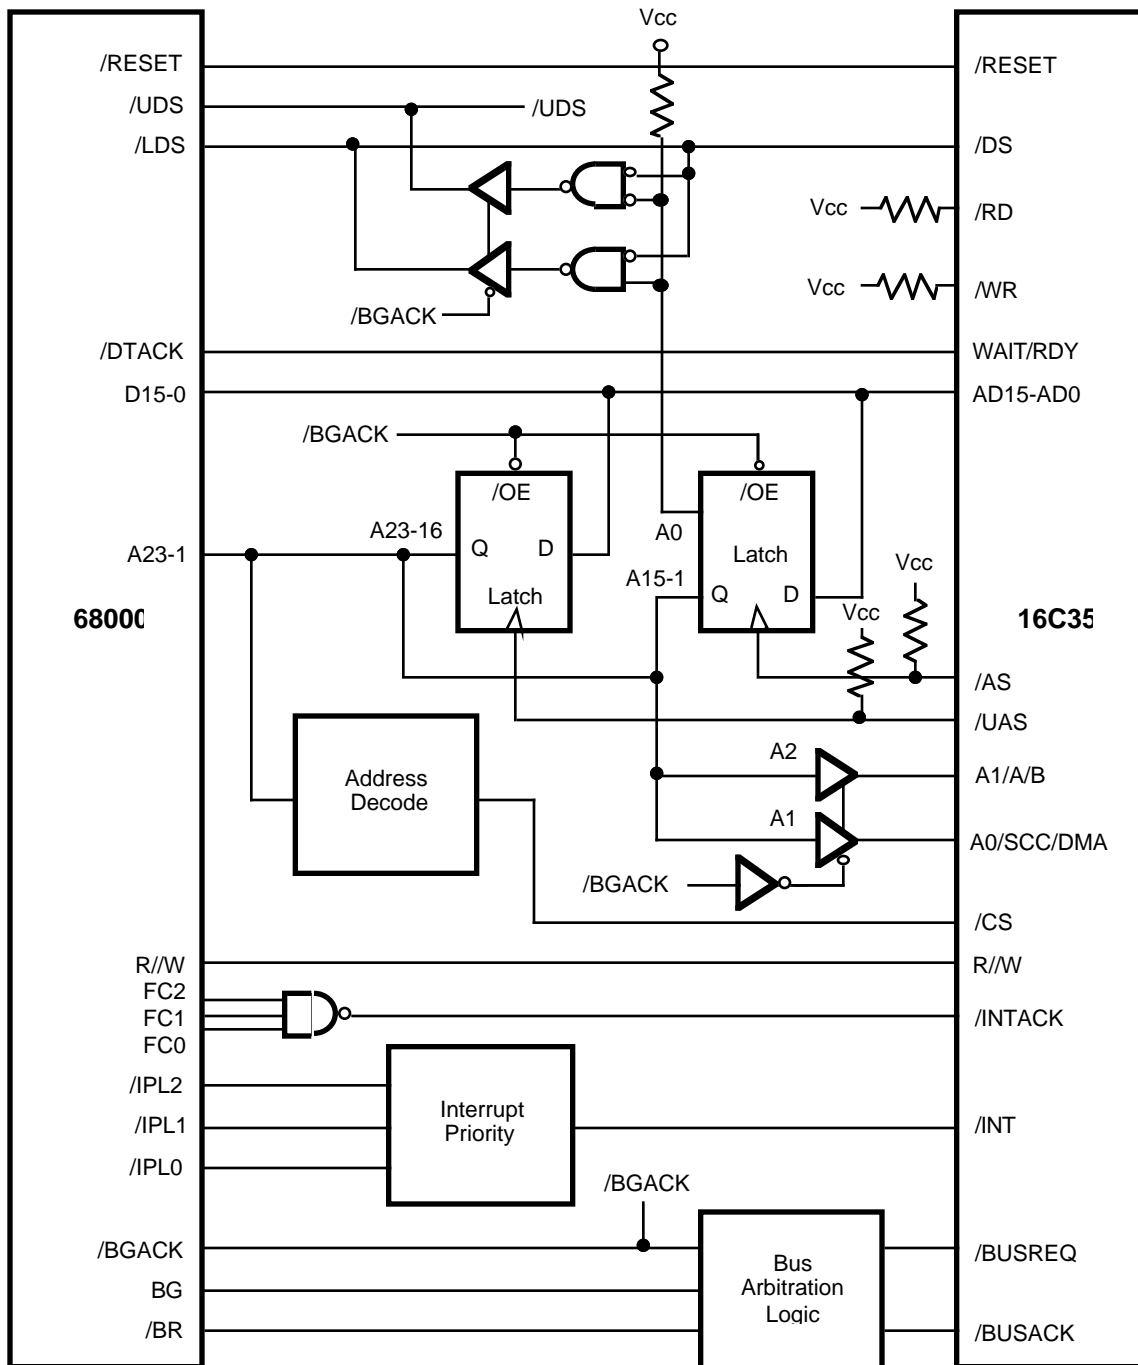 Vcc
/RESET
/RESET
/UDS
/UDS
/LDS
/DS
Vcc
/RD
Vcc
/WR
/BGACK
/DTACK
WAIT/RDY
D15-0
AD15-AD0
/BGACK
/OE
/OE
A23-16
A0
A23-1
Q
D
Latch
Vcc
A15-1
Latch
Q
D
Vcc
68000
16C35
/AS
/UAS
A2
A1/A/B
Address
Decode
A1
A0/SCC/DMA
/BGACK
/CS
R//W
R//W
FC2
FC1
/INTACK
FC0
/IPL2
Interrupt
Priority
/IPL1
/INT
/IPL0
/BGACK
/BGACK
Bus
Arbitration
Logic
/BUSREQ
BG
/BR
/BUSACK